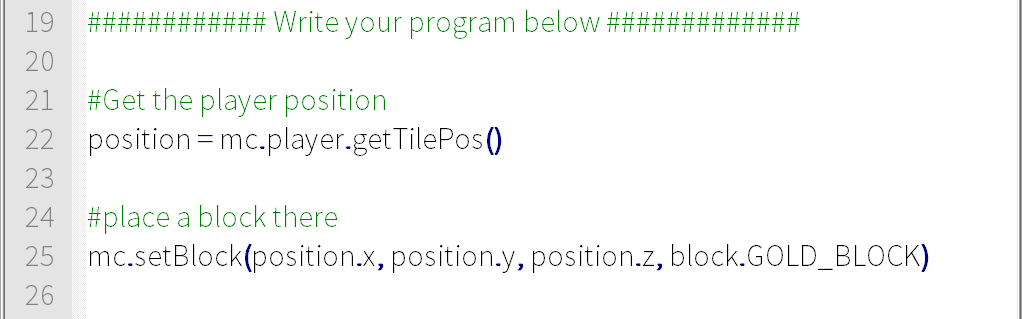 19 ############ Write your program below #############
20
21 #Get the player position
22 position = mc.player.getTilePos()
23
24 #place a block there
25 mc.setBlock(position.x, position.y, position.z, block.GOLD_BLOCK)
26